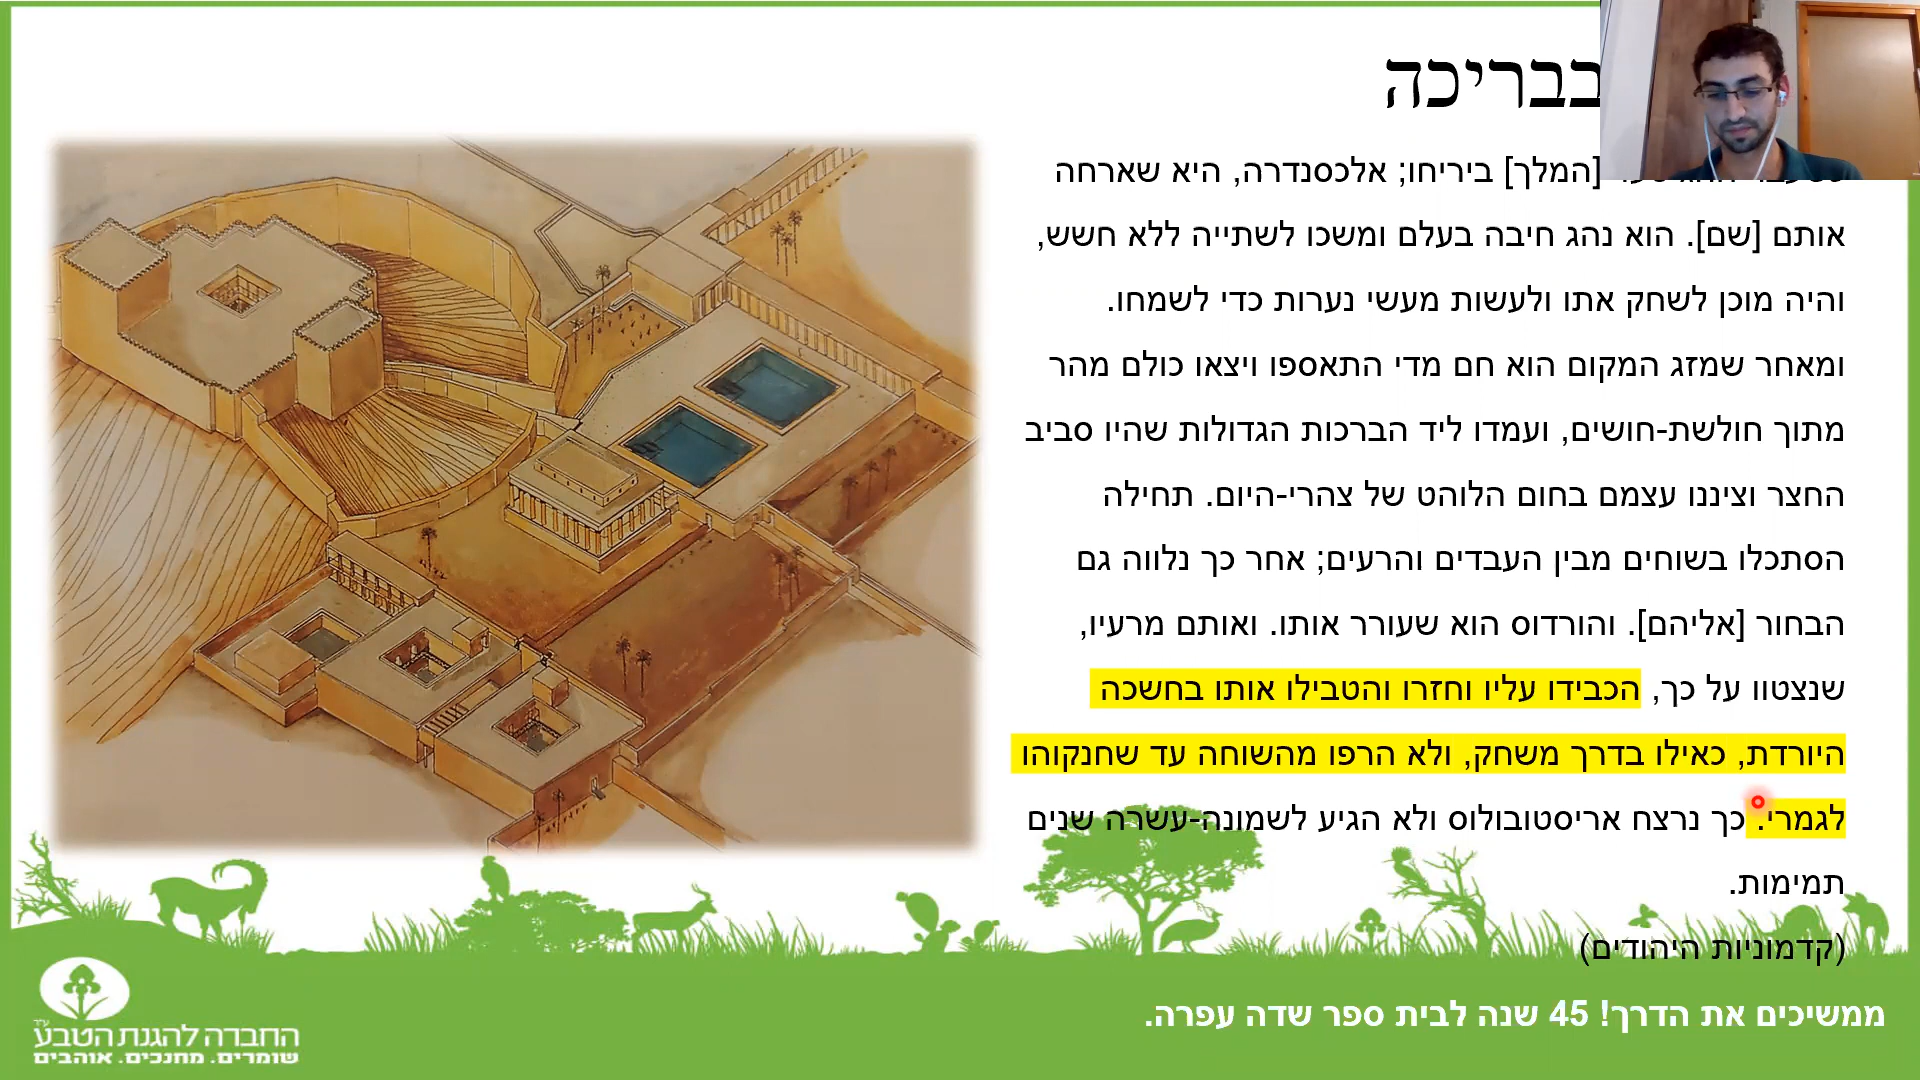 בבריכה
[המלך] ביריחו; אלכסנדרה, היא שארחה
אותם [שם]. הוא נהג חיבה בעלם ומשכו לשתייה ללא חשש,
והיה מוכן לשחק אתו ולעשות מעשי נערות כדי לשמחו.
ומאחר שמזג המקום הוא חם מדי התאספו ויצאו כולם מהר
מתוך חולשת-חושים, ועמדו ליד הברכות הגדולות שהיו סביב
החצר וציננו עצמם בחום הלוהט של צהרי-היום. תחילה
הסתכלו בשוחים מבין העבדים והרעים; אחר כך נלווה גם
הבחור [אליהם]. והורדוס הוא שעורר אותו. ואותם מרעיו,
שנצטוו על כך, הכבידו עליו וחזרו והטבילו אותו בחשכה
היורדת, כאילו בדרך משחק, ולא הרפו מהשוחה עד שחנקוהו
לגמרי. כך נרצח אריסטובולוס ולא הגיע לשמונה-עשרה שנים
תמימות.
(קדמוניות היהודים)
ממשיכים את הדרך! 45 שנה לבית ספר שדה עפרה.
החברה להגנת הטבע ע״ר
שומרים. מחנכים. אוהבים